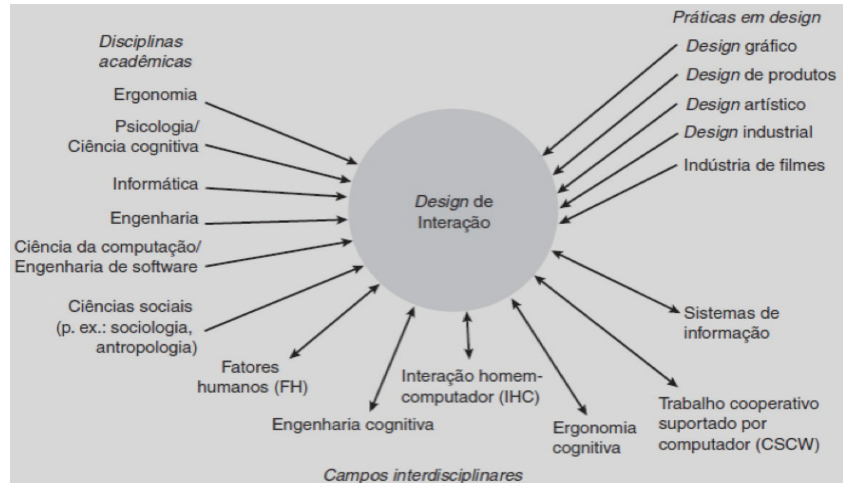 Disciplinas
acadêmicas
Ergonomia
Psicologia/
Ciência cognitiva
Informática
Engenharia
Ciência da computação/
Engenharia de software
Ciências sociais
(p. ex.: sociologia,
antropologia)
Design de
Interação
Práticas em design
Design gráfico
Design de produtos
Design artístico
Design industrial
Indústria de filmes
Fatores
humanos (FH)
Engenharia cognitiva
Interação homem-
computador (IHC)
Ergonomia
cognitiva
Sistemas de
informação
Trabalho cooperativo
suportado por
computador (CSCW)
Campos interdisciplinares